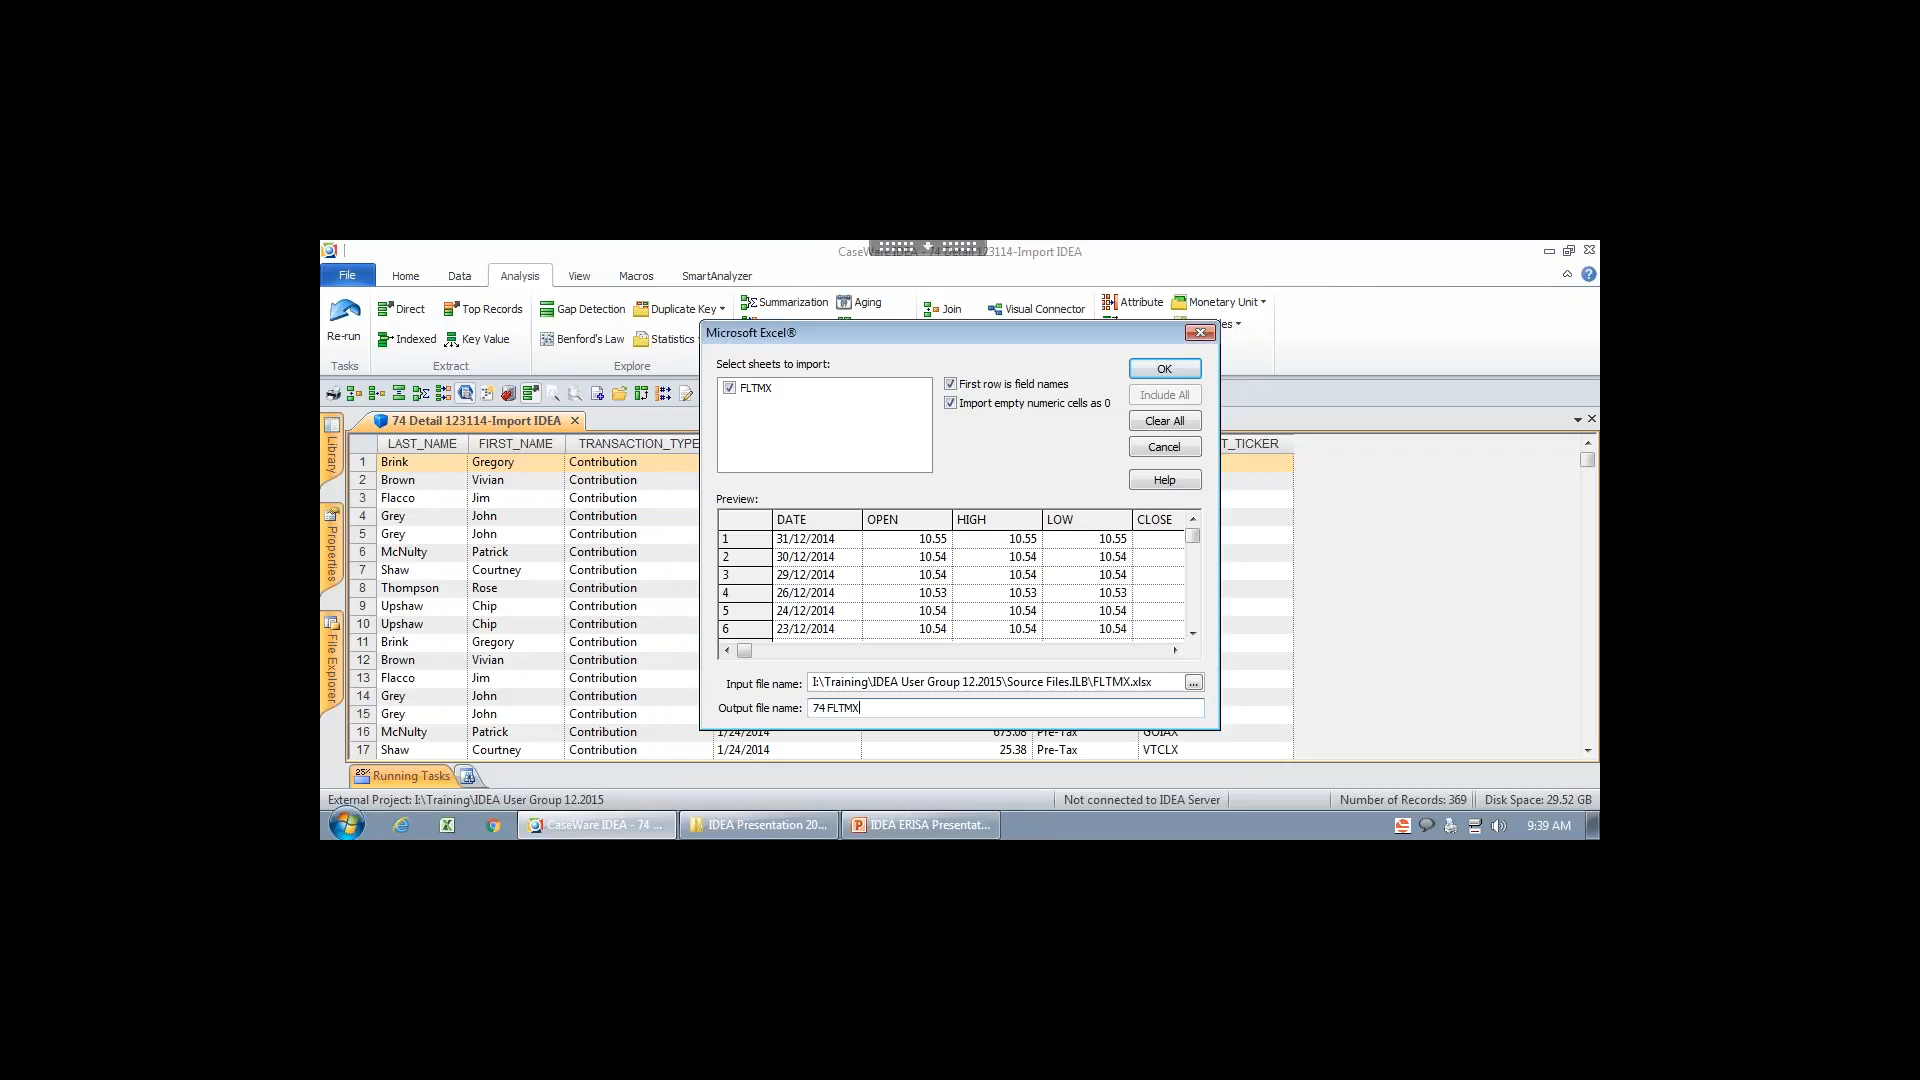 CaseWare IDEA - 74 Detail 123114-Import IDEA
File Home Data Analysis View Macros SmartAnalyzer
Direct Top Records Gap Detection Duplicate Key Summarization Aging Join Visual Connector Attribute Monetary Unit
Re-run Indexed Key Value Benford's Law Statistics
Tasks Extract Explore
Microsoft Excel®
Select sheets to import:
FLTMX
First row is field names
Import empty numeric cells as 0
OK
Include All
Clear All
Cancel
Help
Preview:
DATE OPEN HIGH LOW CLOSE
1 31/12/2014 10.55 10.55 10.55
2 30/12/2014 10.54 10.54 10.54
3 29/12/2014 10.54 10.54 10.54
4 26/12/2014 10.53 10.53 10.53
5 24/12/2014 10.54 10.54 10.54
6 23/12/2014 10.54 10.54 10.54
Input file name: I:\Training\IDEA User Group 12.2015\Source Files.ILB\FLTMX.xlsx ...
Output file name: 74 FLTMX
Library
Properties
File Explorer
74 Detail 123114-Import IDEA
LAST_NAME FIRST_NAME TRANSACTION_TYPE T_TICKER
1 Brink Gregory Contribution
2 Brown Vivian Contribution
3 Flacco Jim Contribution
4 Grey John Contribution
5 Grey John Contribution
6 McNulty Patrick Contribution
7 Shaw Courtney Contribution
8 Thompson Rose Contribution
9 Upshaw Chip Contribution
10 Upshaw Chip Contribution
11 Brink Gregory Contribution
12 Brown Vivian Contribution
13 Flacco Jim Contribution
14 Grey John Contribution
15 Grey John Contribution
16 McNulty Patrick Contribution 1/24/2014 673.08 Pre-Tax GOIAX
17 Shaw Courtney Contribution 1/24/2014 25.38 Pre-Tax VTCLX
Running Tasks
External Project: I:\Training\IDEA User Group 12.2015 Not connected to IDEA Server Number of Records: 369 Disk Space: 29.52 GB
CaseWare IDEA - 74 ... IDEA Presentation 20... IDEA ERISA Presentat... 9:39 AM